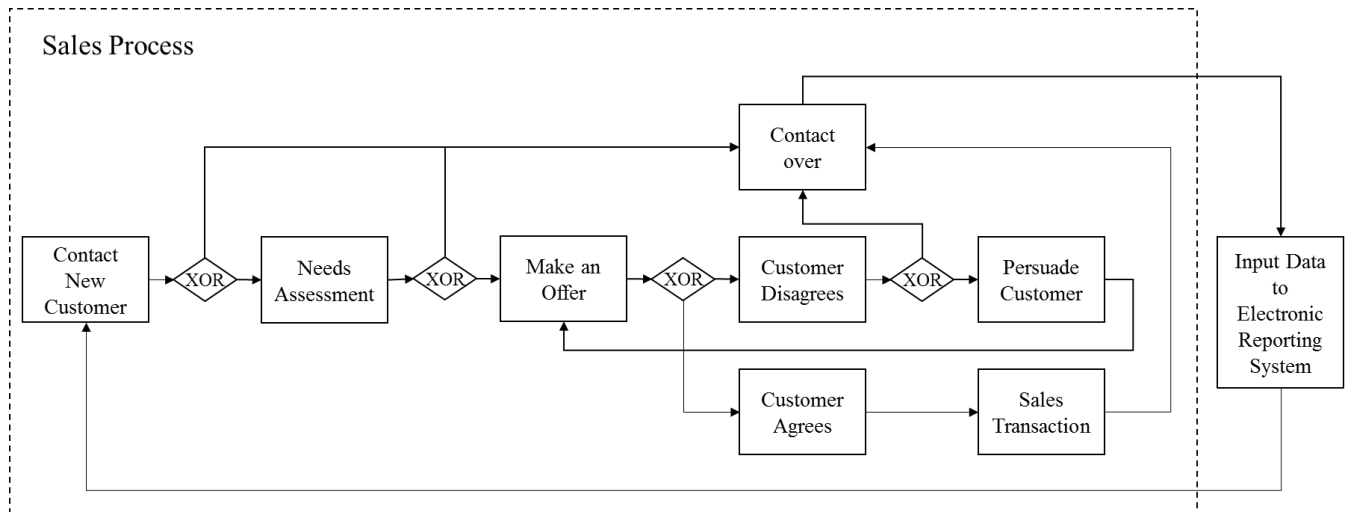 Sales Process
Contact
over
Contact
New
Customer
XOR
Needs
Assessment
XOR
Make an
Offer
XOR
Customer
Disagrees
XOR
Persuade
Customer
Input Data
to
Electronic
Reporting
System
Customer
Agrees
Sales
Transaction